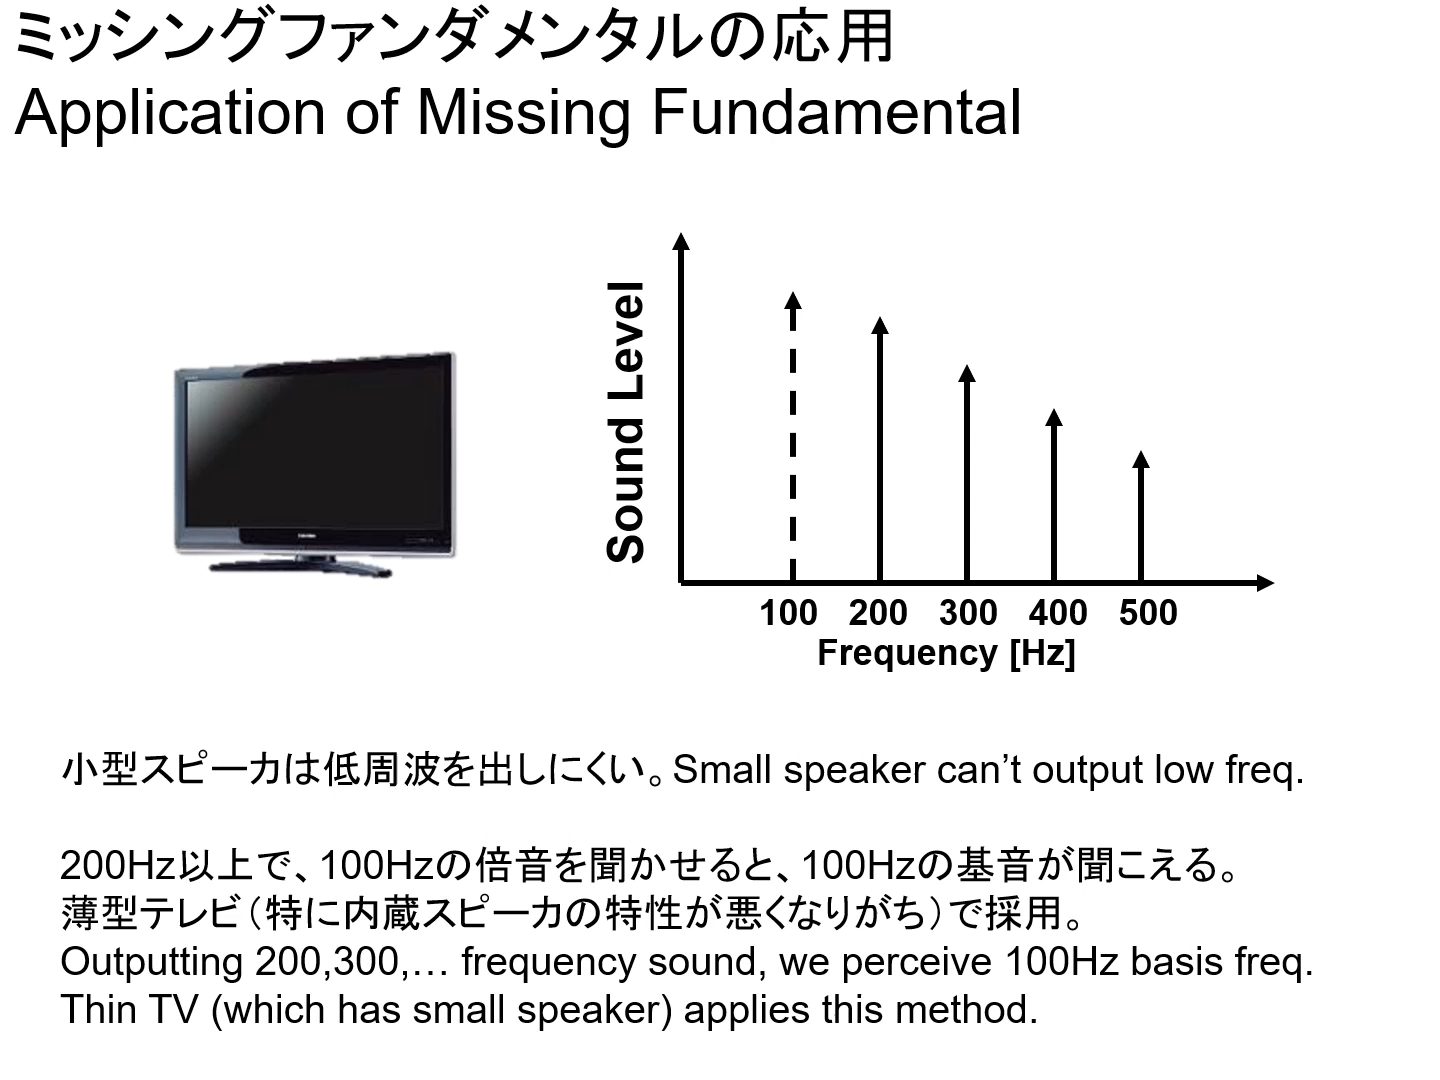 ミッシングファンダメンタルの応用
Application of Missing Fundamental
Sound Level
100 200 300 400 500
Frequency [Hz]
小型スピーカは低周波を出しにくい。Small speaker can’t output low freq.
200Hz以上で、100Hzの倍音を聞かせると、100Hzの基音が聞こえる。
薄型テレビ（特に内蔵スピーカの特性が悪くなりがち）で採用。
Outputting 200,300,… frequency sound, we perceive 100Hz basis freq.
Thin TV (which has small speaker) applies this method.